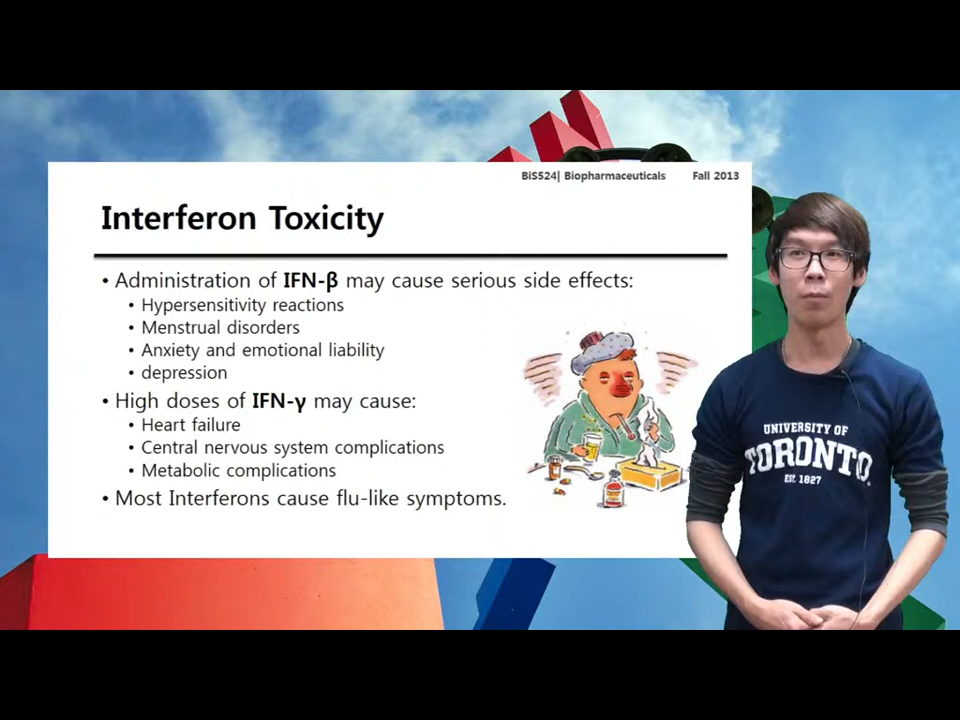 BiS524| Biopharmaceuticals Fall 2013
Interferon Toxicity
• Administration of IFN-β may cause serious side effects:
• Hypersensitivity reactions
• Menstrual disorders
• Anxiety and emotional liability
• depression
• High doses of IFN-γ may cause:
• Heart failure
• Central nervous system complications
• Metabolic complications
• Most Interferons cause flu-like symptoms.
UNIVERSITY OF
TORONTO
EST. 1827